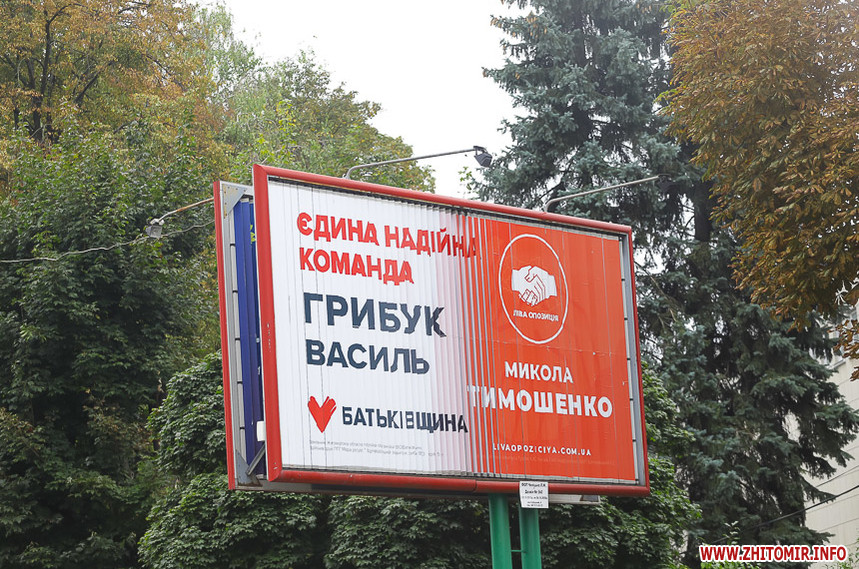 ЄДИНА НАДІЙНА
КОМАНДА
ГРИБУК
ВАСИЛЬ
БАТЬКІВЩИНА
ЛІВА ОПОЗИЦІЯ
МИКОЛА
ТИМОШЕНКО
LIVAOPOZICIYA.COM.UA
WWW.ZHITOMIR.INFO